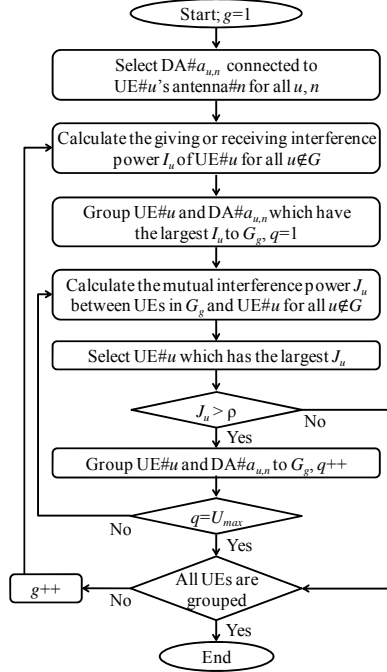 Start; g=1
Select DA#a_{u,n} connected to
UE#u's antenna#n for all u, n
Calculate the giving or receiving interference
power I_u of UE#u for all u∉G
Group UE#u and DA#a_{u,n} which have
the largest I_u to G_g, q=1
Calculate the mutual interference power J_u
between UEs in G_g and UE#u for all u∉G
Select UE#u which has the largest J_u
J_u > ρ
No
Yes
Group UE#u and DA#a_{u,n} to G_g, q++
q=U_{max}
No
Yes
All UEs are
grouped
g++
No
Yes
End